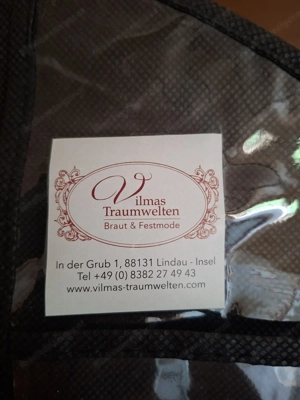 Vilmas
Traumwelten
Braut & Festmode
In der Grub 1, 88131 Lindau - Insel
Tel +49 (0) 8382 27 49 43
www.vilmas-traumwelten.com